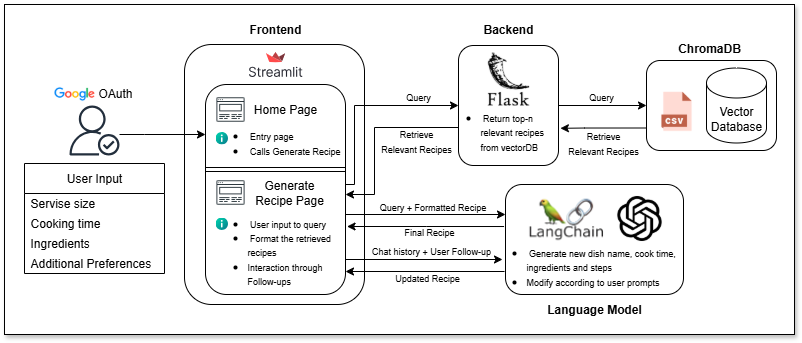 Frontend
Backend
ChromaDB
Streamlit
Google OAuth
Home Page
Entry page
Calls Generate Recipe
Generate
Recipe Page
User input to query
Format the retrieved
recipes
Interaction through
Follow-ups
User Input
Servise size
Cooking time
Ingredients
Additional Preferences
Query
Retrieve
Relevant Recipes
Flask
Return top-n
relevant recipes
from vectorDB
Query
Retrieve
Relevant Recipes
CSV
Vector
Database
Query + Formatted Recipe
Final Recipe
Chat history + User Follow-up
Updated Recipe
LangChain
Generate new dish name, cook time,
ingredients and steps
Modify according to user prompts
Language Model